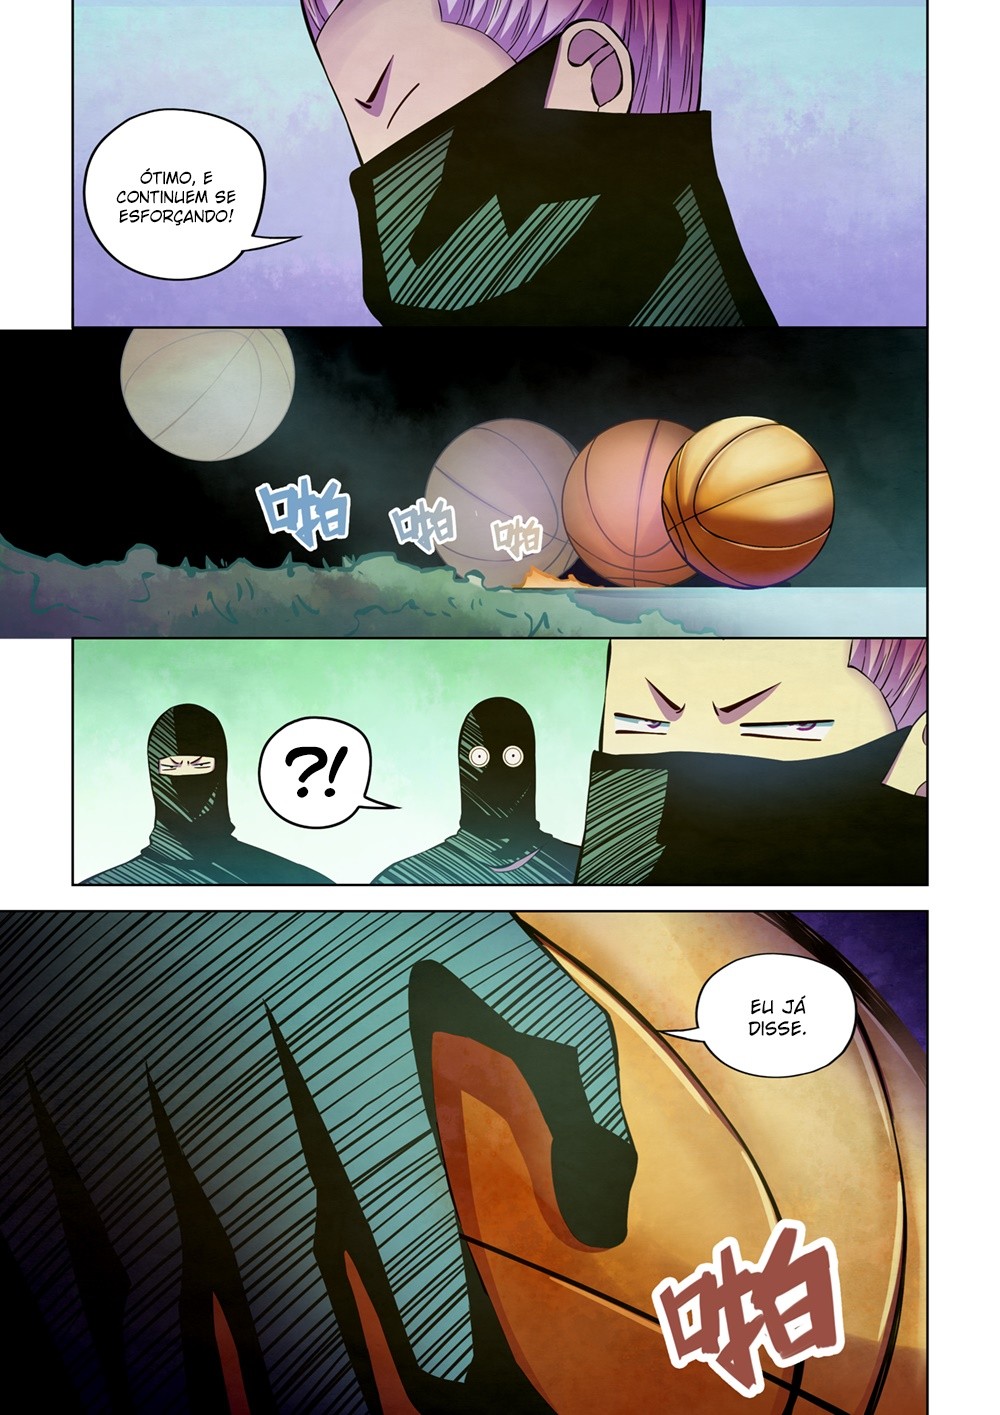 ÓTIMO, E
CONTINUEM SE
ESFORÇANDO!
啪
啪
啪
?!
EU JÁ
DISSE.
啪